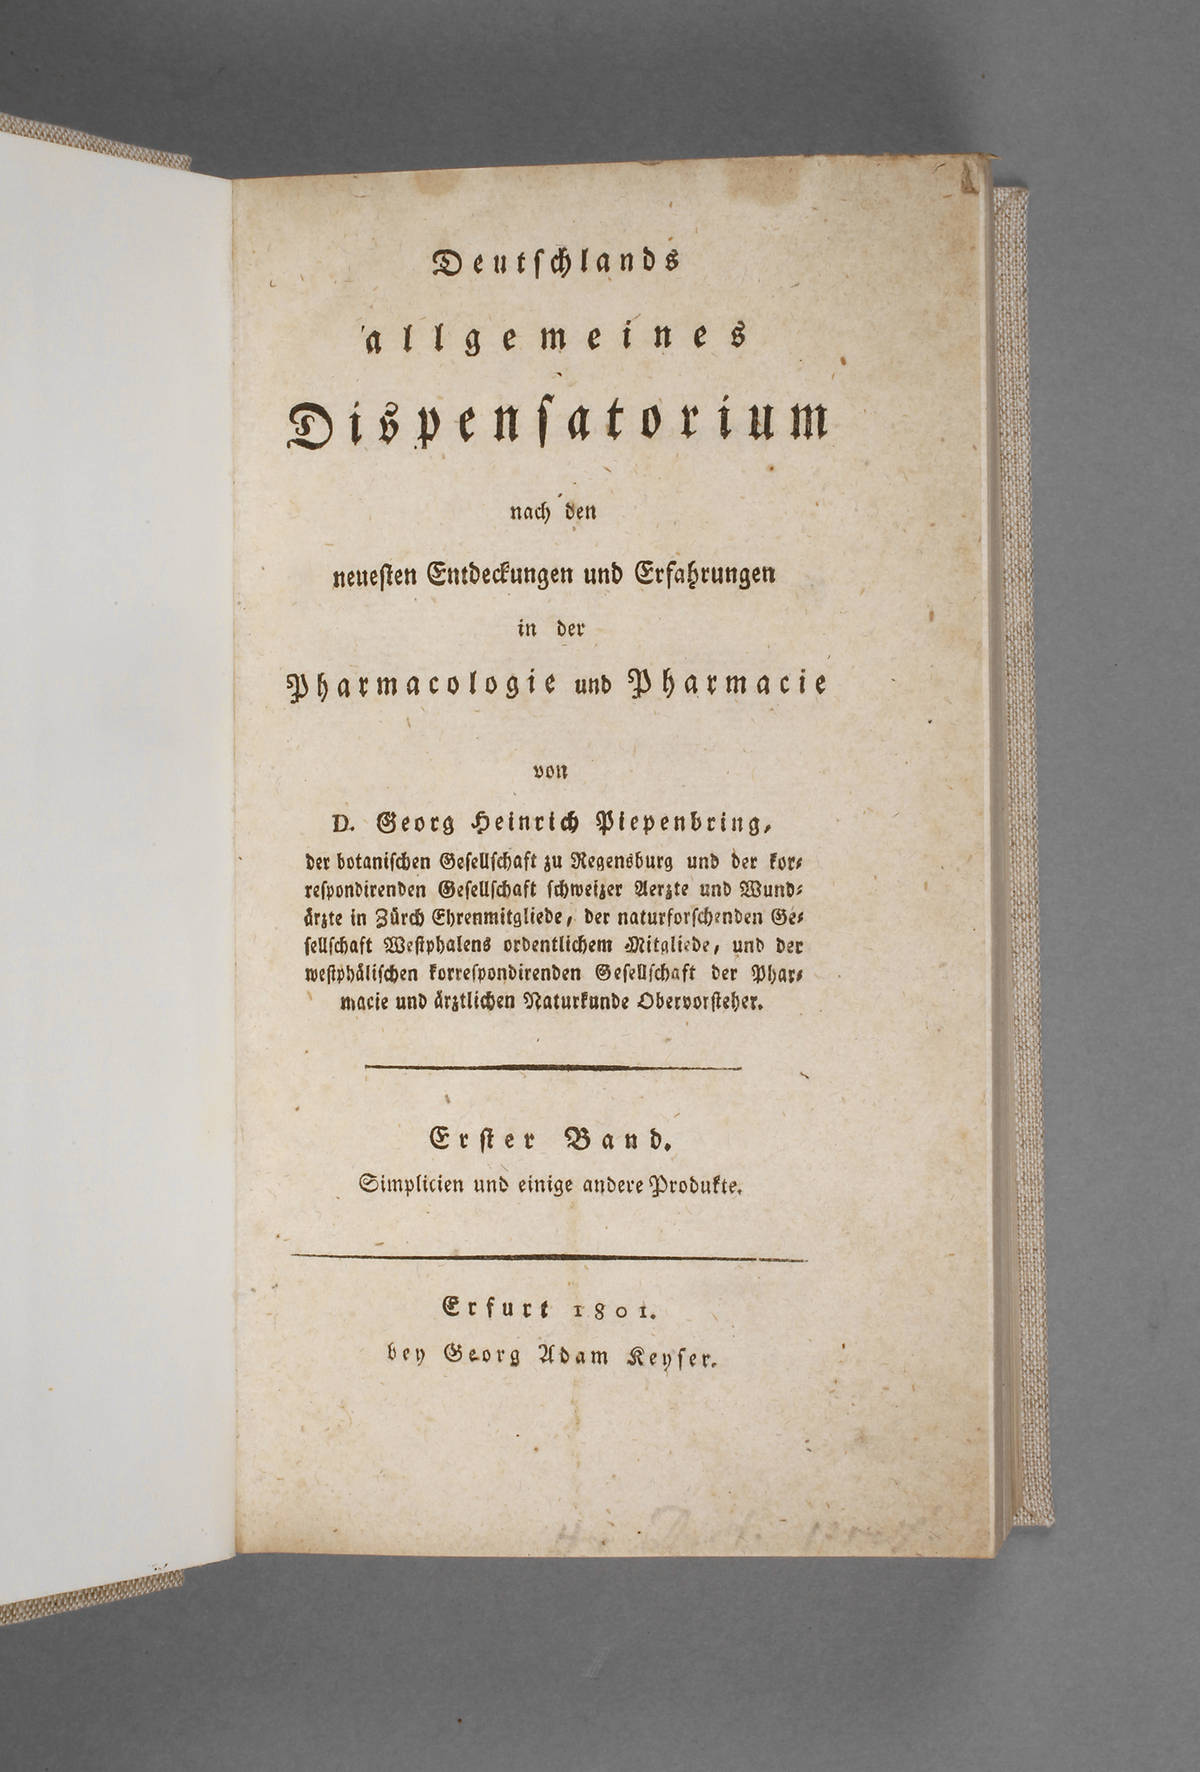 Deutschlands
allgemeines
Dispensatorium
nach den
neuesten Entdeckungen und Erfahrungen
in der
Pharmacologie und Pharmacie
von
D. Georg Heinrich Piepenbring,
der botanischen Gesellschaft zu Regensburg und der kor-
respondirenden Gesellschaft schweizer Aerzte und Wund-
ärzte in Zürch Ehrenmitgliede, der naturforschenden Ge-
sellschaft Westphalens ordentlichem Mitgliede, und der
westphälischen korrespondirenden Gesellschaft der Phar-
macie und ärztlichen Naturkunde Obervorsteher.
Erster Band.
Simplicien und einige andere Produkte.
Erfurt 1801.
bey Georg Adam Keyser.